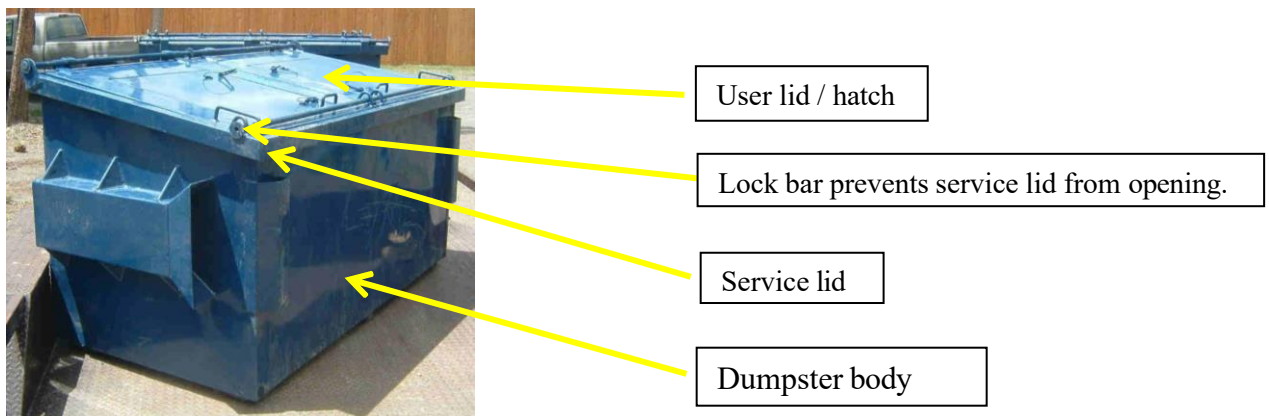 User lid / hatch
Lock bar prevents service lid from opening.
Service lid
Dumpster body